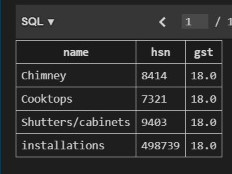 SQL ▼ < 1 / 1
name hsn gst
Chimney 8414 18.0
Cooktops 7321 18.0
Shutters/cabinets 9403 18.0
installations 498739 18.0